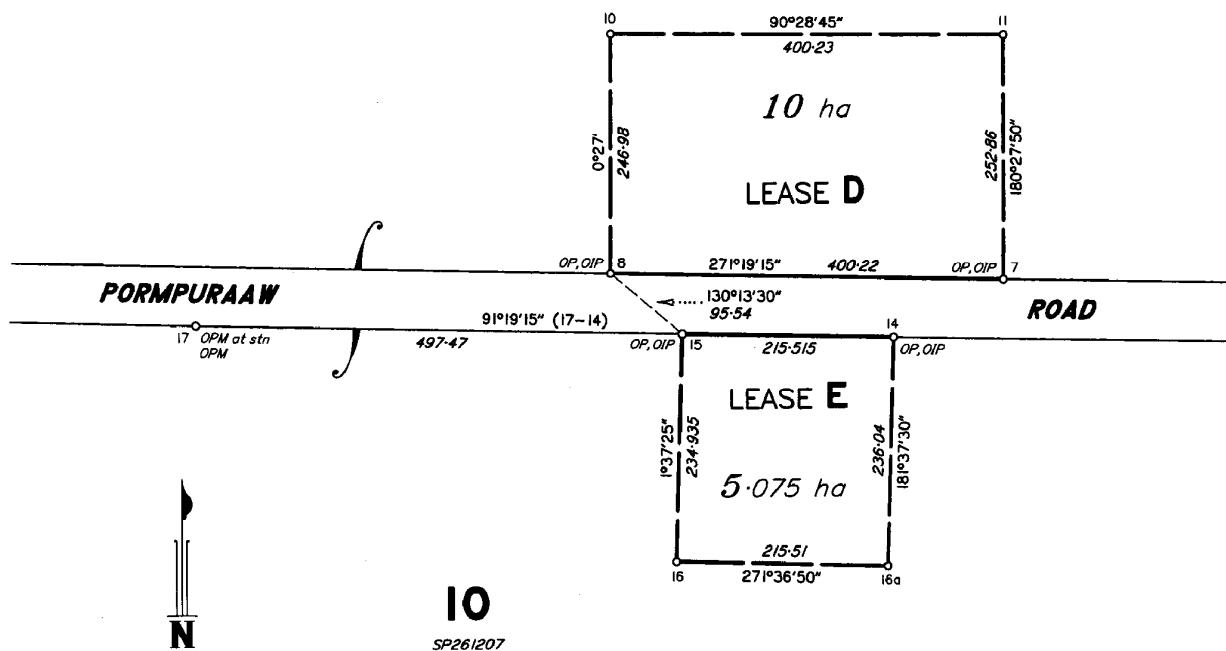 10
90°28'45"
11
400·23
10 ha
0°27'
246·98
252·86
180°27'50"
LEASE D
OP, OIP
8
271°19'15"
400·22
OP, OIP
7
130°13'30"
95·54
PORMPURAAW
ROAD
17
OPM at stn
OPM
91°19'15" (17-14)
497·47
OP, OIP
15
215·515
14
OP, OIP
LEASE E
1°37'25"
234·935
236·04
181°37'30"
5·075 ha
16
215·51
271°36'50"
16a
10
SP261207
N